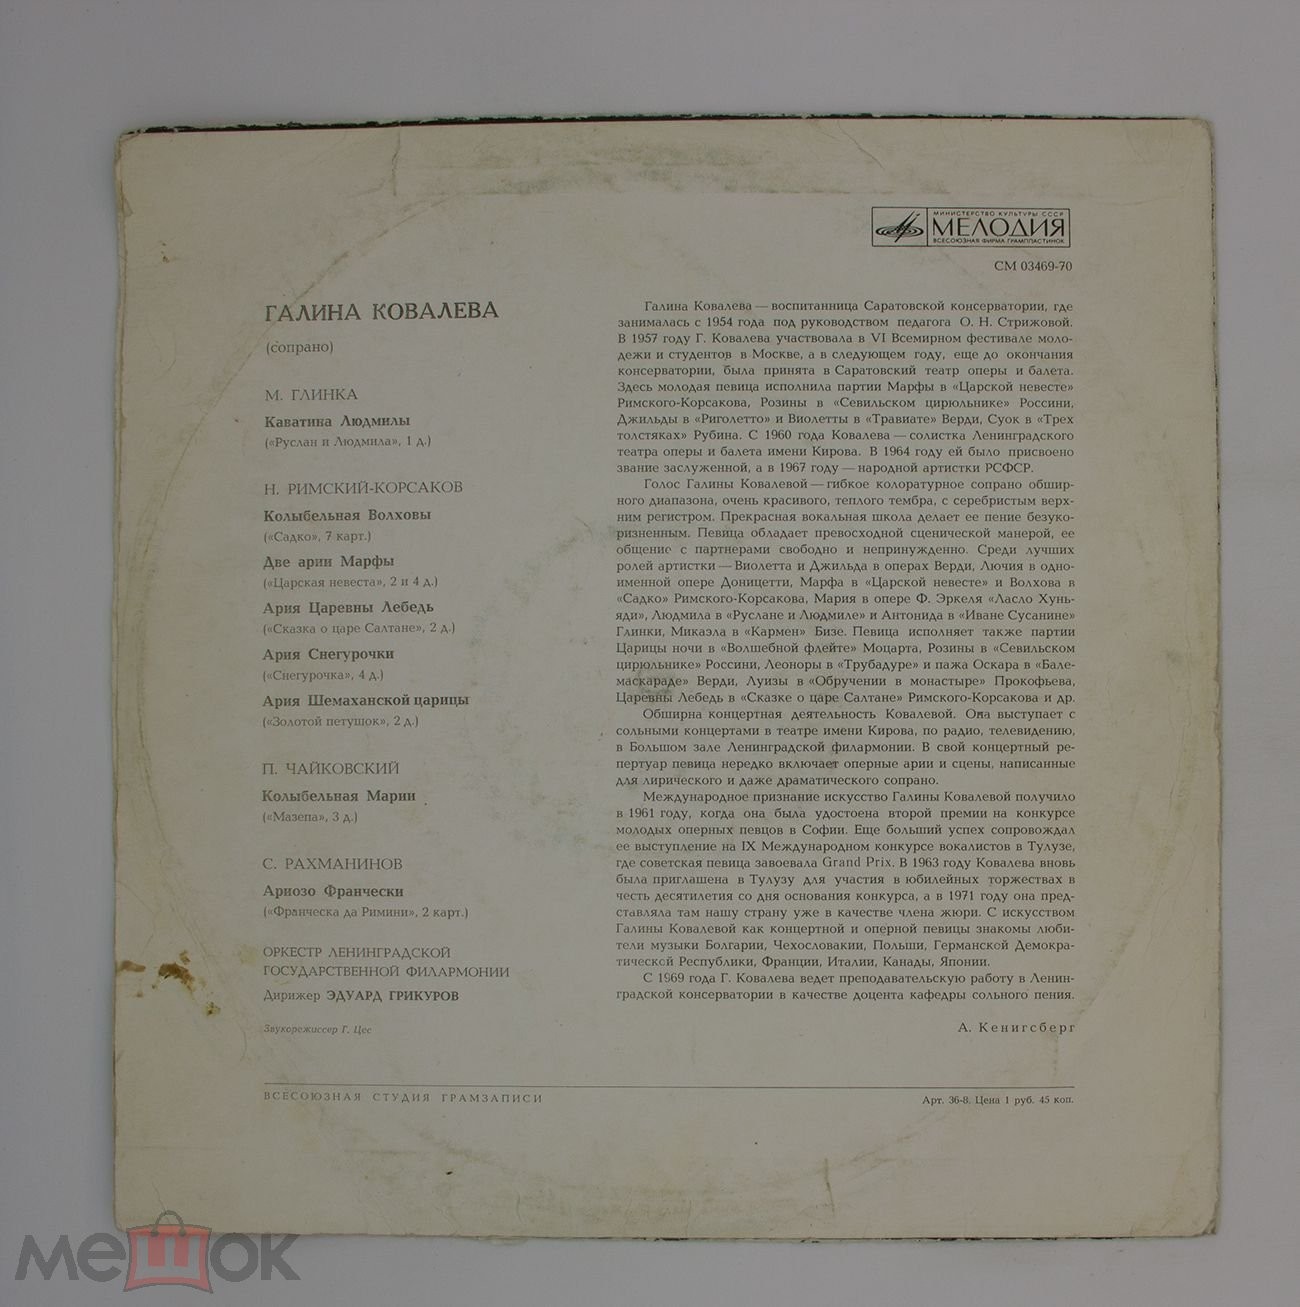 МИНИСТЕРСТВО КУЛЬТУРЫ СССР
МЕЛОДИЯ
ВСЕСОЮЗНАЯ ФИРМА ГРАМПЛАСТИНОК
СМ 03469-70
ГАЛИНА КОВАЛЕВА
(сопрано)
М. ГЛИНКА
Каватина Людмилы
(«Руслан и Людмила», 1 д.)
Н. РИМСКИЙ-КОРСАКОВ
Колыбельная Волховы
(«Садко», 7 карт.)
Две арии Марфы
(«Царская невеста», 2 и 4 д.)
Ария Царевны Лебедь
(«Сказка о царе Салтане», 2 д.)
Ария Снегурочки
(«Снегурочка», 4 д.)
Ария Шемаханской царицы
(«Золотой петушок», 2 д.)
П. ЧАЙКОВСКИЙ
Колыбельная Марии
(«Мазепа», 3 д.)
С. РАХМАНИНОВ
Ариозо Франчески
(«Франческа да Римини», 2 карт.)
ОРКЕСТР ЛЕНИНГРАДСКОЙ
ГОСУДАРСТВЕННОЙ ФИЛАРМОНИИ
Дирижер ЭДУАРД ГРИКУРОВ
Звукорежиссер Г. Цес
Галина Ковалева — воспитанница Саратовской консерватории, где
занималась с 1954 года под руководством педагога О. Н. Стрижовой.
В 1957 году Г. Ковалева участвовала в VI Всемирном фестивале моло-
дежи и студентов в Москве, а в следующем году, еще до окончания
консерватории, была принята в Саратовский театр оперы и балета.
Здесь молодая певица исполнила партии Марфы в «Царской невесте»
Римского-Корсакова, Розины в «Севильском цирюльнике» Россини,
Джильды в «Риголетто» и Виолетты в «Травиате» Верди, Суок в «Трех
толстяках» Рубина. С 1960 года Ковалева — солистка Ленинградского
театра оперы и балета имени Кирова. В 1964 году ей было присвоено
звание заслуженной, а в 1967 году — народной артистки РСФСР.
Голос Галины Ковалевой — гибкое колоратурное сопрано обшир-
ного диапазона, очень красивого, теплого тембра, с серебристым верх-
ним регистром. Прекрасная вокальная школа делает ее пение безуко-
ризненным. Певица обладает превосходной сценической манерой, ее
общение с партнерами свободно и непринужденно. Среди лучших
ролей артистки — Виолетта и Джильда в операх Верди, Лючия в одно-
именной опере Доницетти, Марфа в «Царской невесте» и Волхова в
«Садко» Римского-Корсакова, Мария в опере Ф. Эркеля «Ласло Хунь-
яди», Людмила в «Руслане и Людмиле» и Антонида в «Иване Сусанине»
Глинки, Микаэла в «Кармен» Бизе. Певица исполняет также партии
Царицы ночи в «Волшебной флейте» Моцарта, Розины в «Севильском
цирюльнике» Россини, Леоноры в «Трубадуре» и пажа Оскара в «Бале-
маскараде» Верди, Луизы в «Обручении в монастыре» Прокофьева,
Царевны Лебедь в «Сказке о царе Салтане» Римского-Корсакова и др.
Обширна концертная деятельность Ковалевой. Она выступает с
сольными концертами в театре имени Кирова, по радио, телевидению,
в Большом зале Ленинградской филармонии. В свой концертный ре-
пертуар певица нередко включает оперные арии и сцены, написанные
для лирического и даже драматического сопрано.
Международное признание искусство Галины Ковалевой получило
в 1961 году, когда она была удостоена второй премии на конкурсе
молодых оперных певцов в Софии. Еще больший успех сопровождал
ее выступление на IX Международном конкурсе вокалистов в Тулузе,
где советская певица завоевала Grand Prix. В 1963 году Ковалева вновь
была приглашена в Тулузу для участия в юбилейных торжествах в
честь десятилетия со дня основания конкурса, а в 1971 году она пред-
ставляла там нашу страну уже в качестве члена жюри. С искусством
Галины Ковалевой как концертной и оперной певицы знакомы люби-
тели музыки Болгарии, Чехословакии, Польши, Германской Демокра-
тической Республики, Франции, Италии, Канады, Японии.
С 1969 года Г. Ковалева ведет преподавательскую работу в Ленин-
градской консерватории в качестве доцента кафедры сольного пения.
А. Кенигсберг
ВСЕСОЮЗНАЯ СТУДИЯ ГРАМЗАПИСИ
Арт. 36-8. Цена 1 руб. 45 коп.
мешок